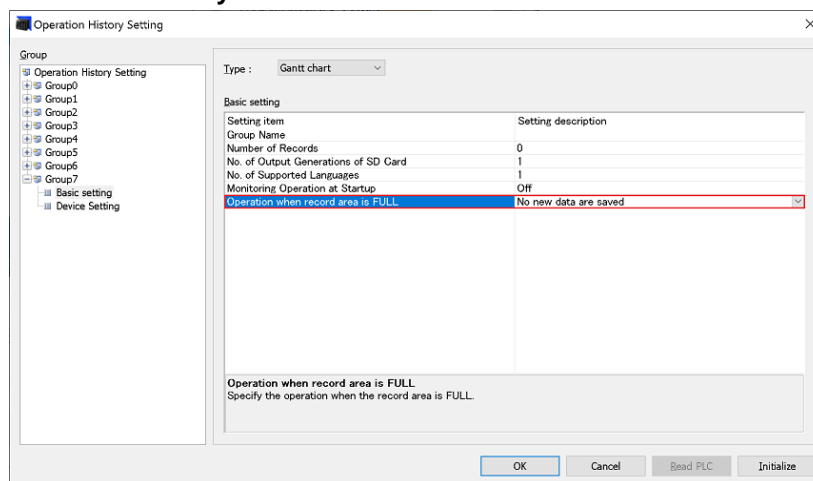 Operation History Setting
Group
Operation History Setting
Group0
Group1
Group2
Group3
Group4
Group5
Group6
Group7
Basic setting
Device Setting
Type : Gantt chart
Basic setting
Setting item Setting description
Group Name
Number of Records 0
No. of Output Generations of SD Card 1
No. of Supported Languages 1
Monitoring Operation at Startup Off
Operation when record area is FULL No new data are saved
Operation when record area is FULL
Specify the operation when the record area is FULL.
OK Cancel Read PLC Initialize